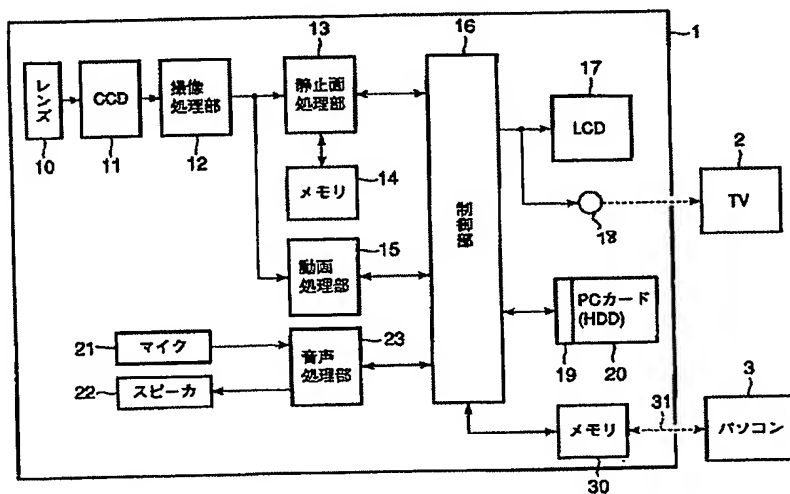 13
16
1
レンズ
CCD
撮像
処理部
静止画
処理部
17
LCD
10
11
12
2
メモリ
14
TV
18
制御部
15
動画
処理部
PCカード
(HDD)
21
マイク
23
音声
処理部
22
スピーカ
19
20
3
31
メモリ
パソコン
30